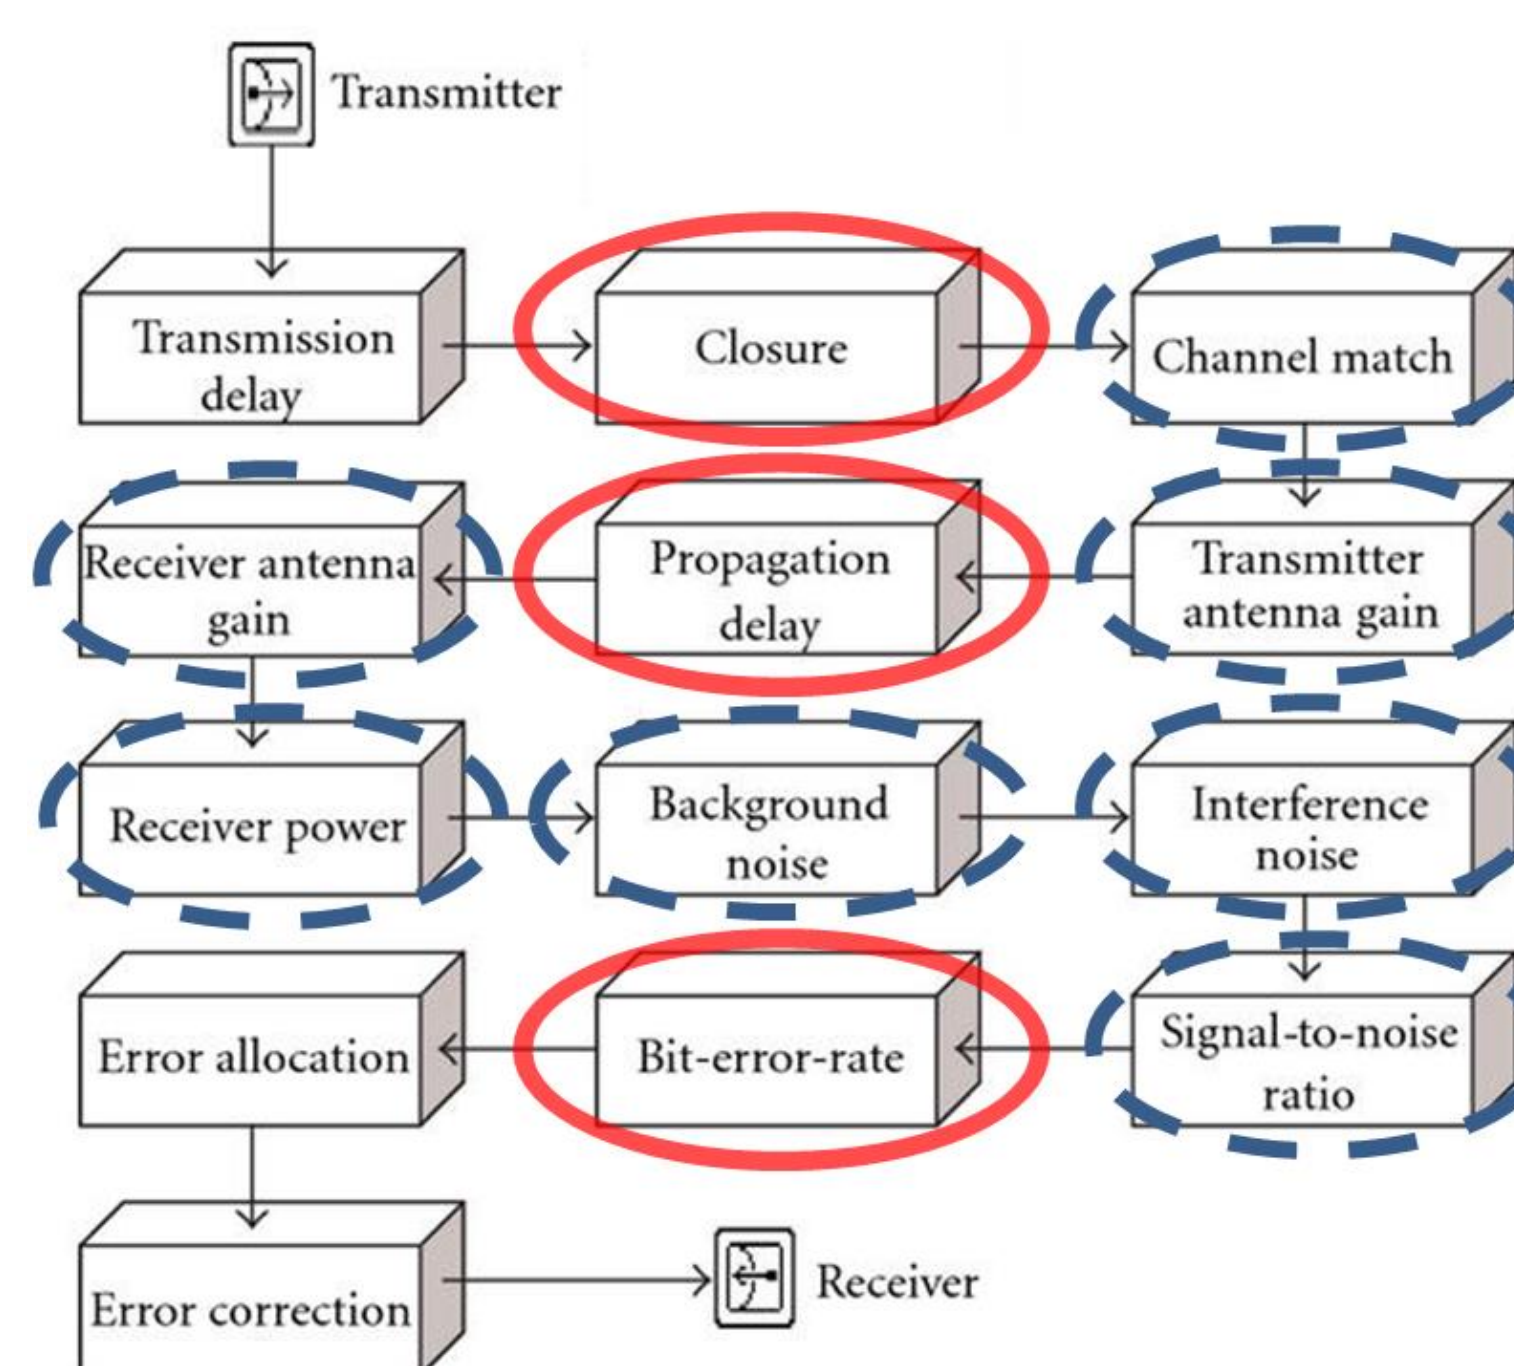 Transmitter
Transmission
delay
Closure
Channel match
Receiver antenna
gain
Propagation
delay
Transmitter
antenna gain
Receiver power
Background
noise
Interference
noise
Error allocation
Bit-error-rate
Signal-to-noise
ratio
Error correction
Receiver